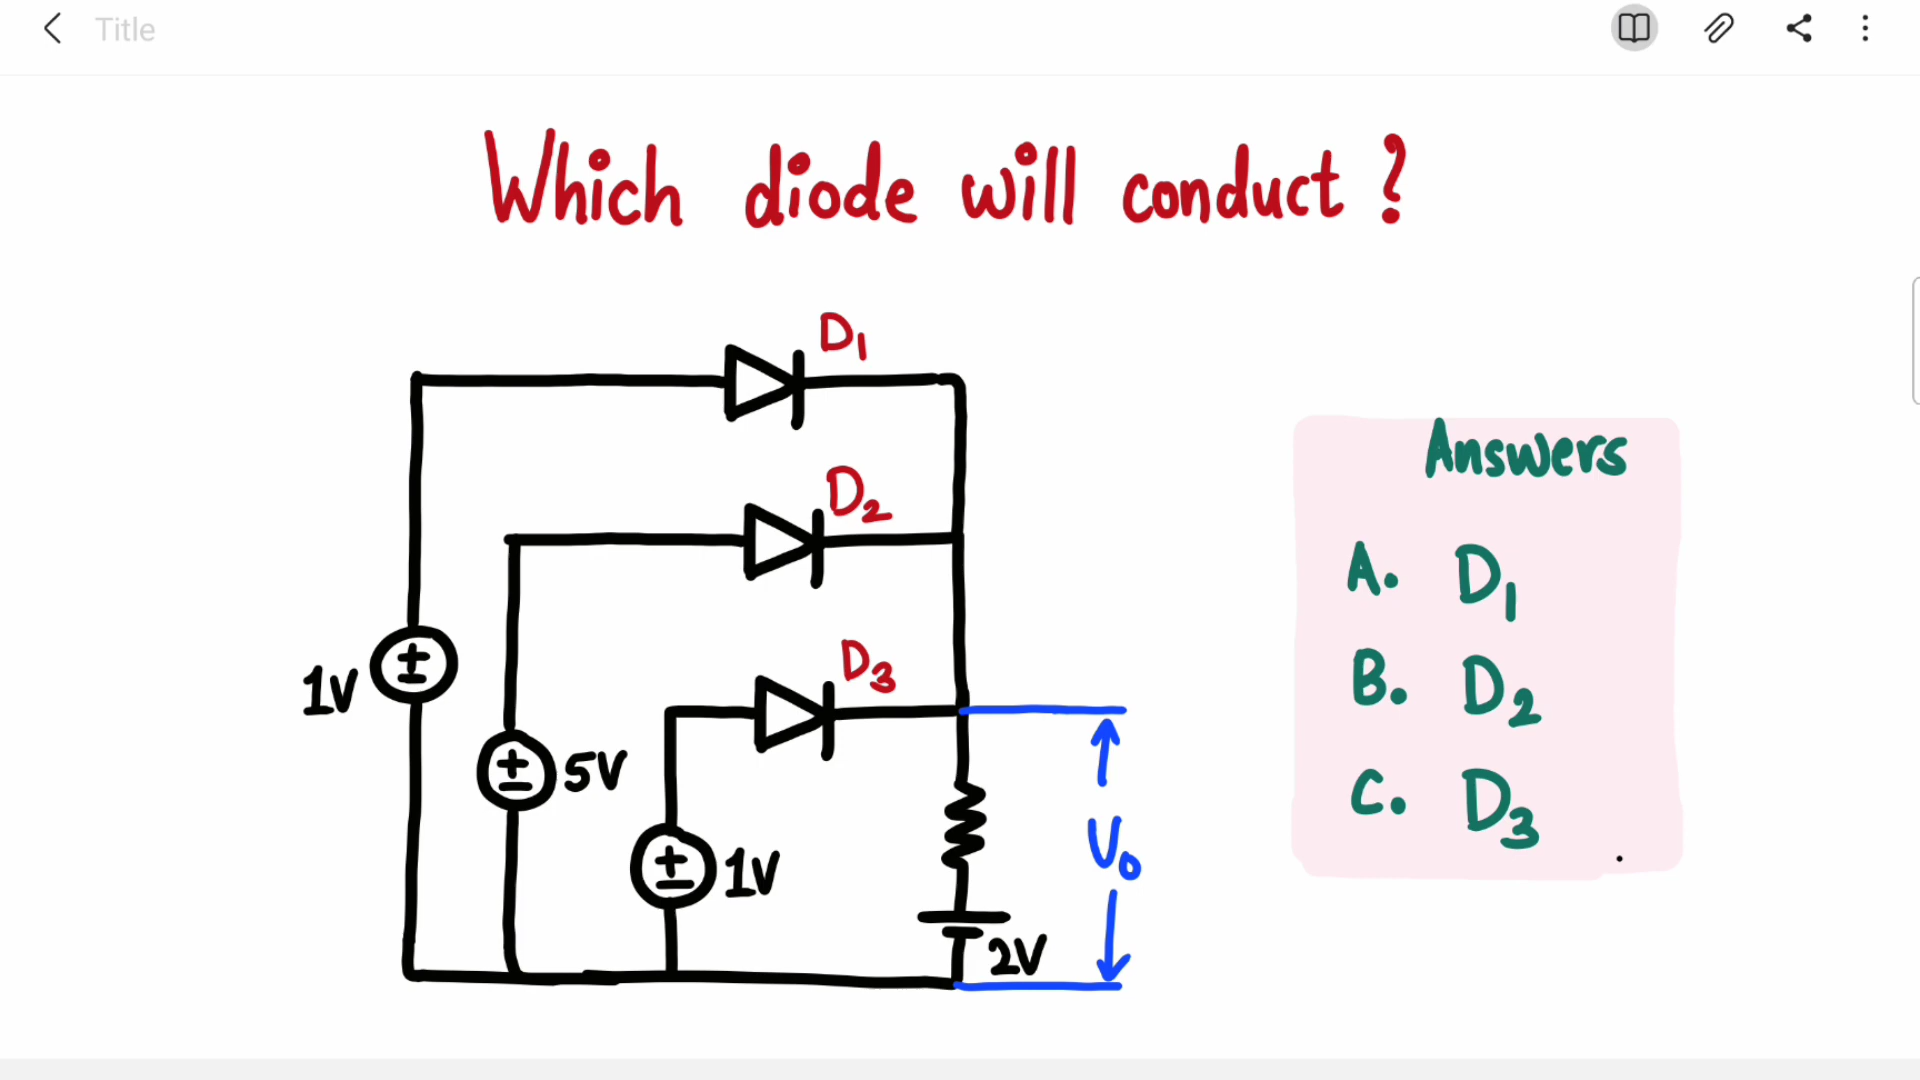 Title
Which diode will conduct?
D₁
D₂
D₃
1V
5V
1V
2V
V₀
Answers
A. D₁
B. D₂
C. D₃